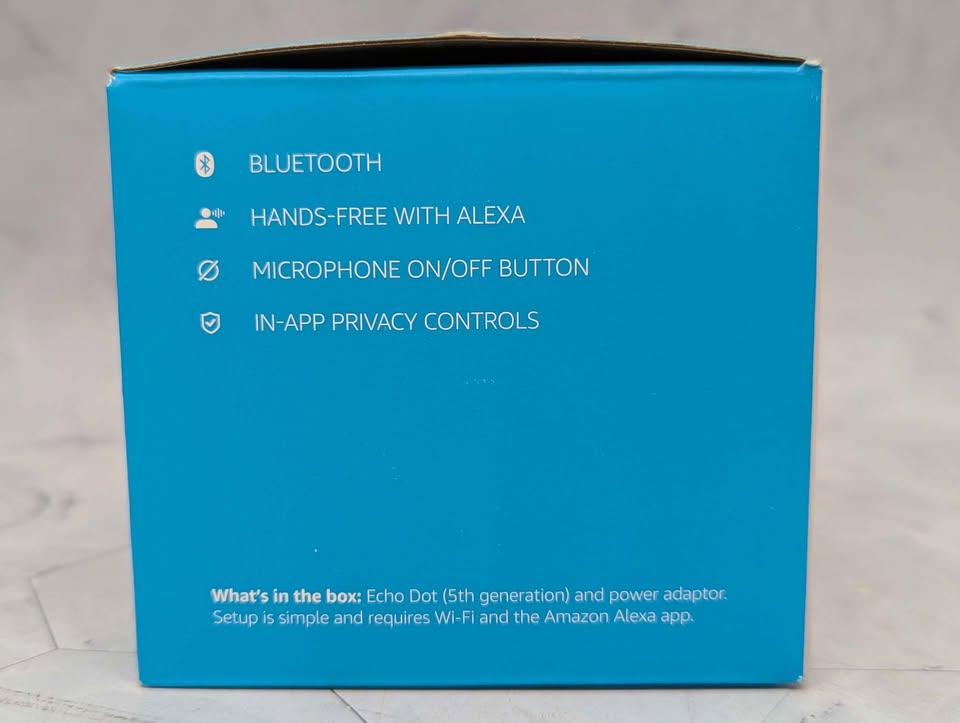 BLUETOOTH
HANDS-FREE WITH ALEXA
MICROPHONE ON/OFF BUTTON
IN-APP PRIVACY CONTROLS
What's in the box: Echo Dot (5th generation) and power adaptor.
Setup is simple and requires Wi-Fi and the Amazon Alexa app.